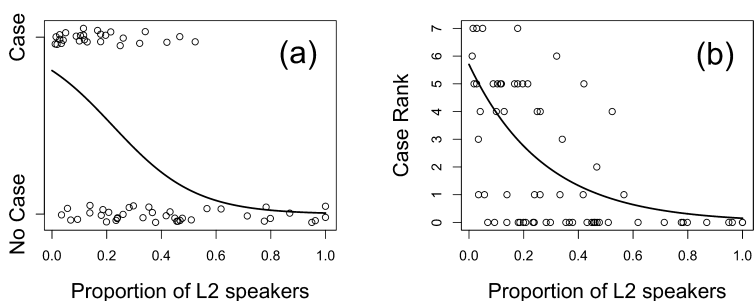 Case
No Case
(a)
0.0 0.2 0.4 0.6 0.8 1.0
Proportion of L2 speakers
Case Rank
7
6
5
4
3
2
1
0
(b)
0.0 0.2 0.4 0.6 0.8 1.0
Proportion of L2 speakers